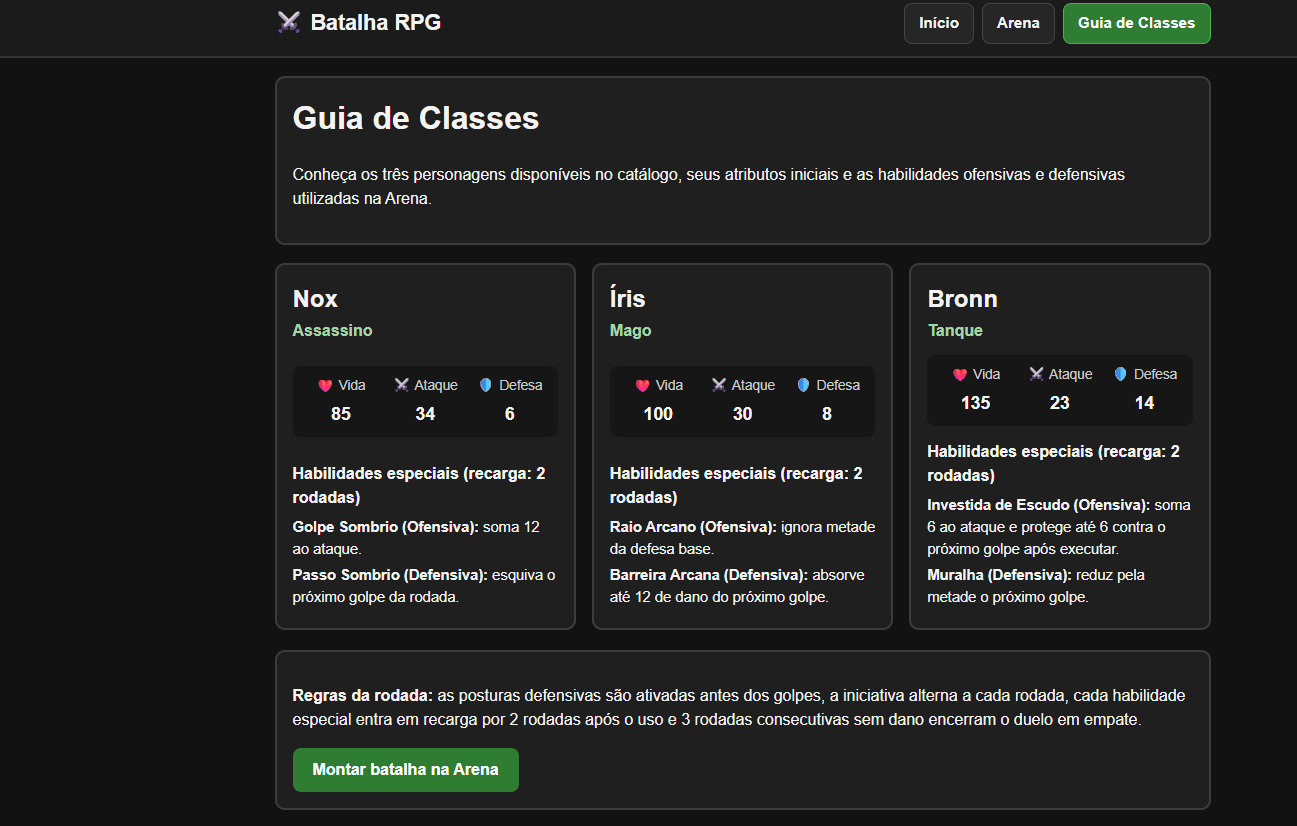 ⚔️ Batalha RPG
Início
Arena
Guia de Classes
Guia de Classes
Conheça os três personagens disponíveis no catálogo, seus atributos iniciais e as habilidades ofensivas e defensivas
utilizadas na Arena.
Nox
Assassino
❤️ Vida ⚔️ Ataque 🛡️ Defesa
85 34 6
Habilidades especiais (recarga: 2
rodadas)
Golpe Sombrio (Ofensiva): soma 12
ao ataque.
Passo Sombrio (Defensiva): esquiva o
próximo golpe da rodada.
Íris
Mago
❤️ Vida ⚔️ Ataque 🛡️ Defesa
100 30 8
Habilidades especiais (recarga: 2
rodadas)
Raio Arcano (Ofensiva): ignora metade
da defesa base.
Barreira Arcana (Defensiva): absorve
até 12 de dano do próximo golpe.
Bronn
Tanque
❤️ Vida ⚔️ Ataque 🛡️ Defesa
135 23 14
Habilidades especiais (recarga: 2
rodadas)
Investida de Escudo (Ofensiva): soma
6 ao ataque e protege até 6 contra o
próximo golpe após executar.
Muralha (Defensiva): reduz pela
metade o próximo golpe.
Regras da rodada: as posturas defensivas são ativadas antes dos golpes, a iniciativa alterna a cada rodada, cada habilidade
especial entra em recarga por 2 rodadas após o uso e 3 rodadas consecutivas sem dano encerram o duelo em empate.
Montar batalha na Arena